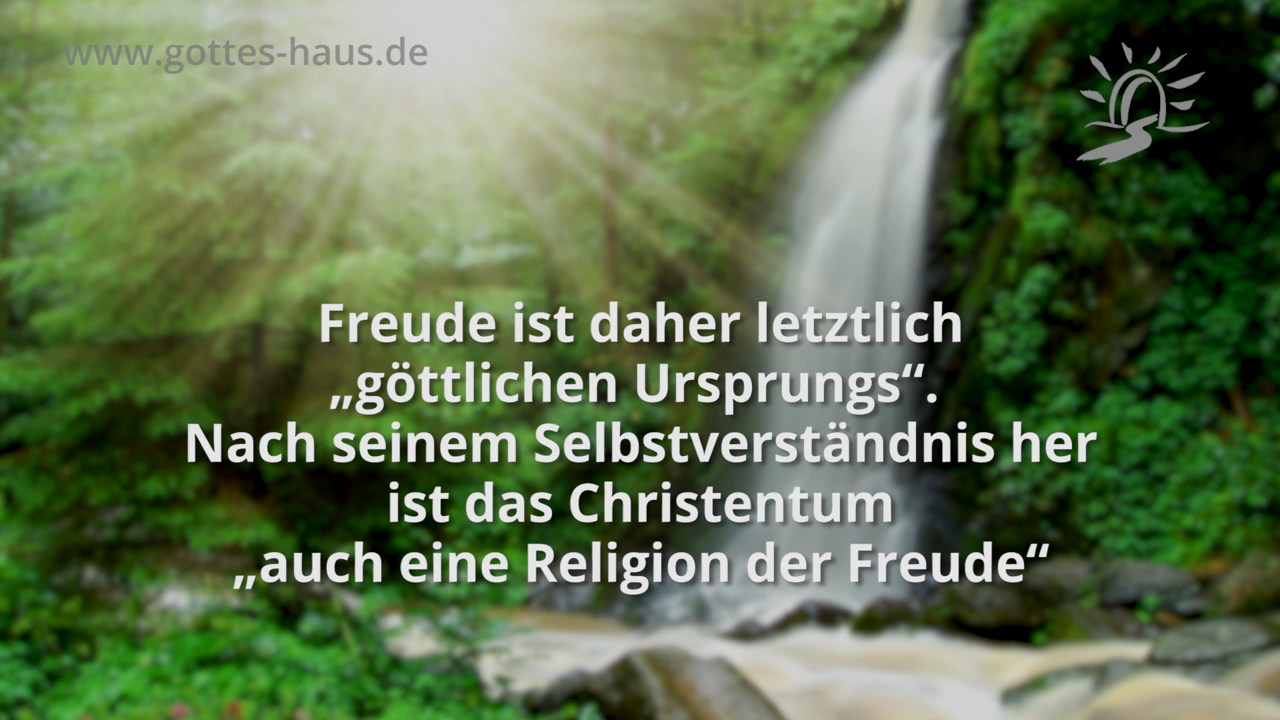 www.gottes-haus.de
Freude ist daher letztlich
„göttlichen Ursprungs“.
Nach seinem Selbstverständnis her
ist das Christentum
„auch eine Religion der Freude“